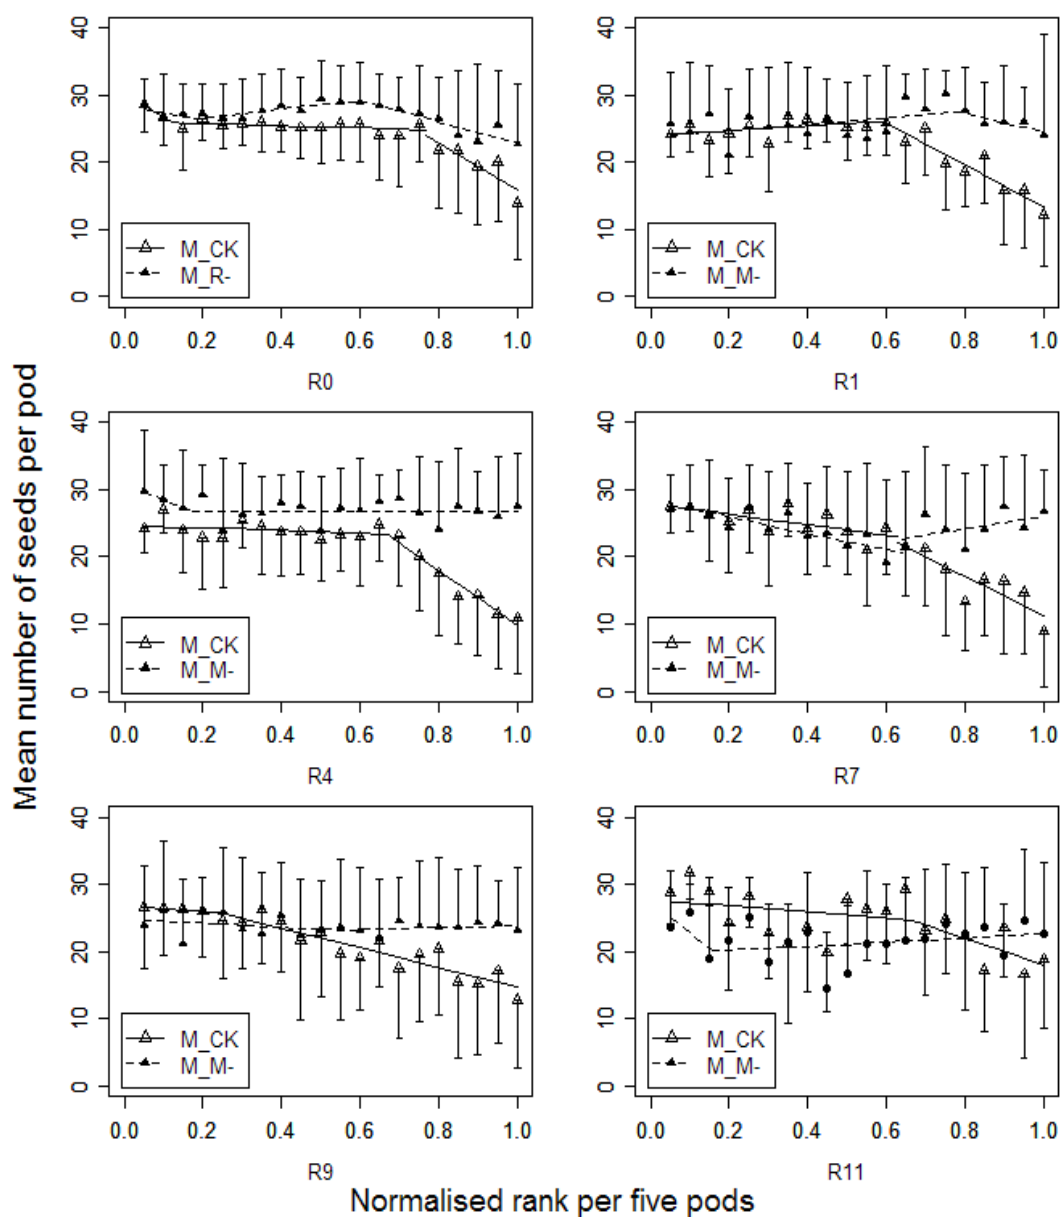 Mean number of seeds per pod
0 10 20 30 40
M_CK
M_R-
0.0 0.2 0.4 0.6 0.8 1.0
R0
0 10 20 30 40
M_CK
M_M-
0.0 0.2 0.4 0.6 0.8 1.0
R1
0 10 20 30 40
M_CK
M_M-
0.0 0.2 0.4 0.6 0.8 1.0
R4
0 10 20 30 40
M_CK
M_M-
0.0 0.2 0.4 0.6 0.8 1.0
R7
0 10 20 30 40
M_CK
M_M-
0.0 0.2 0.4 0.6 0.8 1.0
R9
0 10 20 30 40
M_CK
M_M-
0.0 0.2 0.4 0.6 0.8 1.0
R11
Normalised rank per five pods